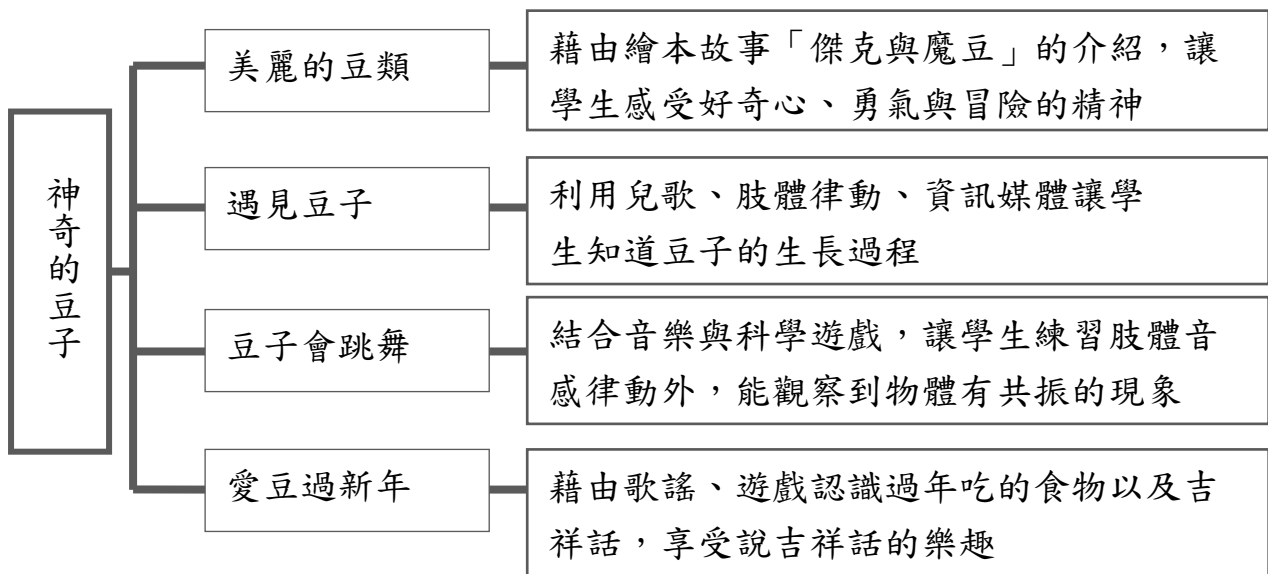 神奇的豆子
美麗的豆類
藉由繪本故事「傑克與魔豆」的介紹，讓
學生感受好奇心、勇氣與冒險的精神
遇見豆子
利用兒歌、肢體律動、資訊媒體讓學
生知道豆子的生長過程
豆子會跳舞
結合音樂與科學遊戲，讓學生練習肢體音
感律動外，能觀察到物體有共振的現象
愛豆過新年
藉由歌謠、遊戲認識過年吃的食物以及吉
祥話，享受說吉祥話的樂趣